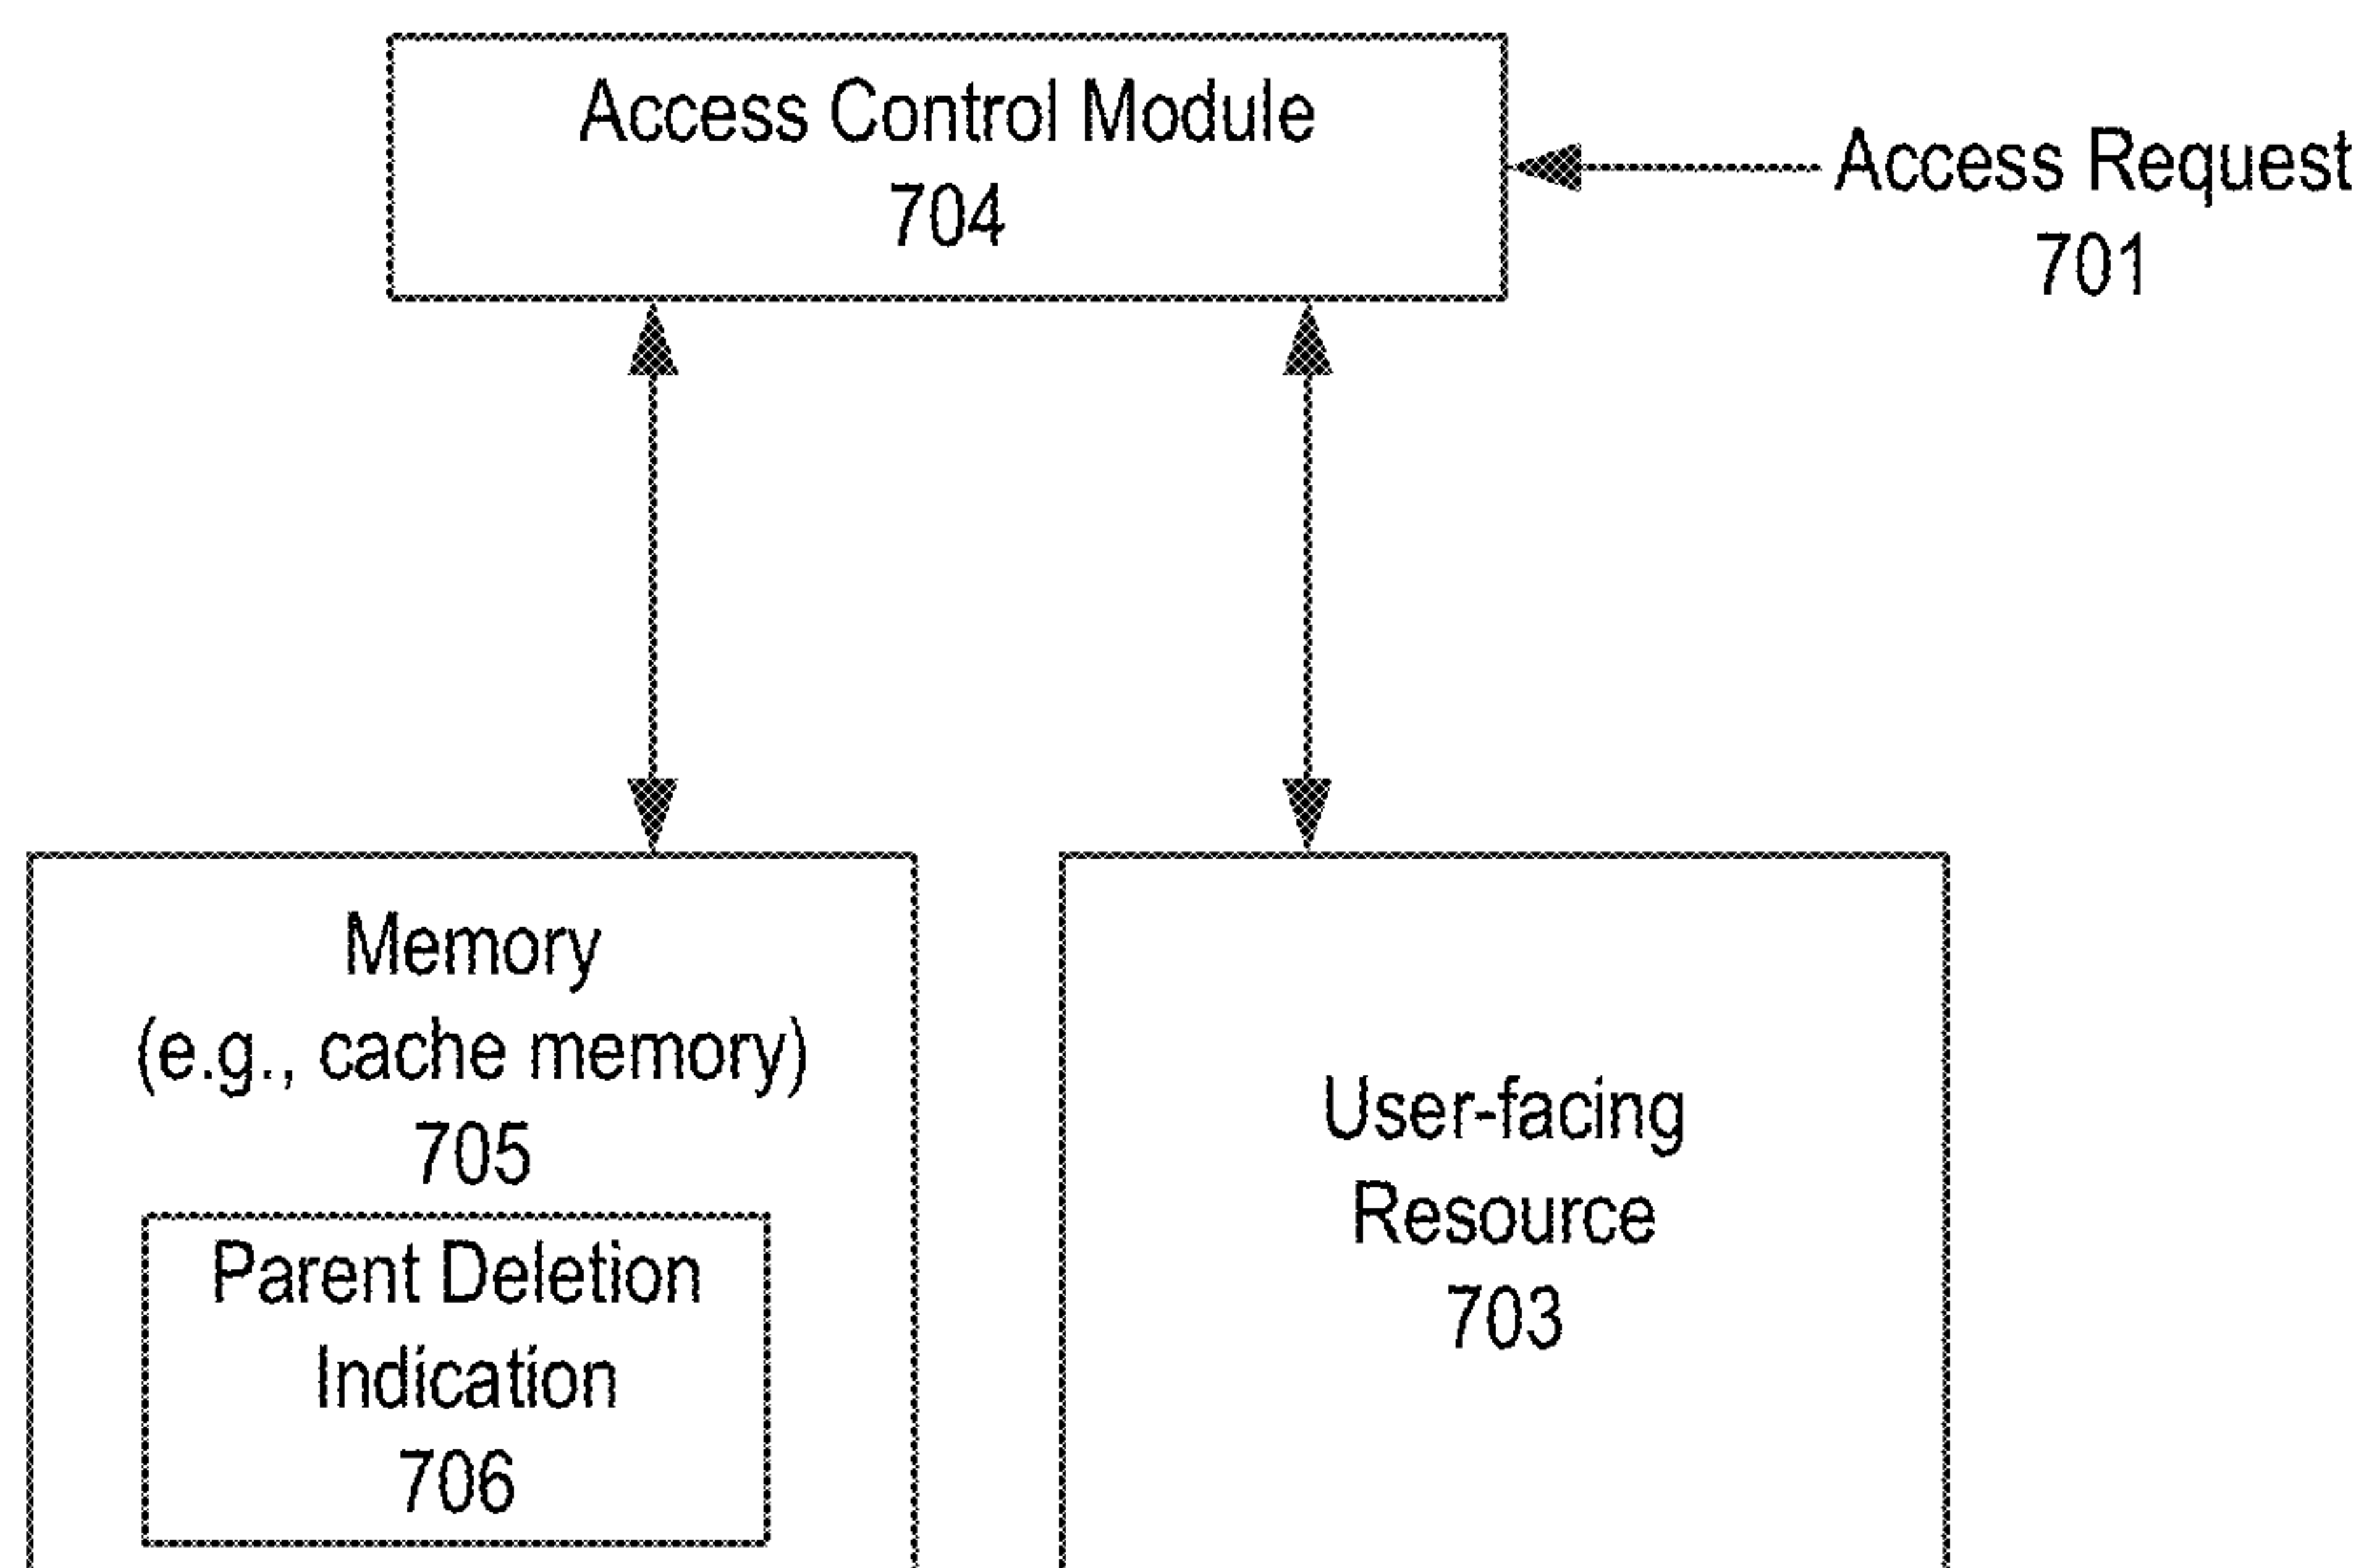 Access Control Module
704
Access Request
701
Memory
(e.g., cache memory)
705
Parent Deletion
Indication
706
User-facing
Resource
703